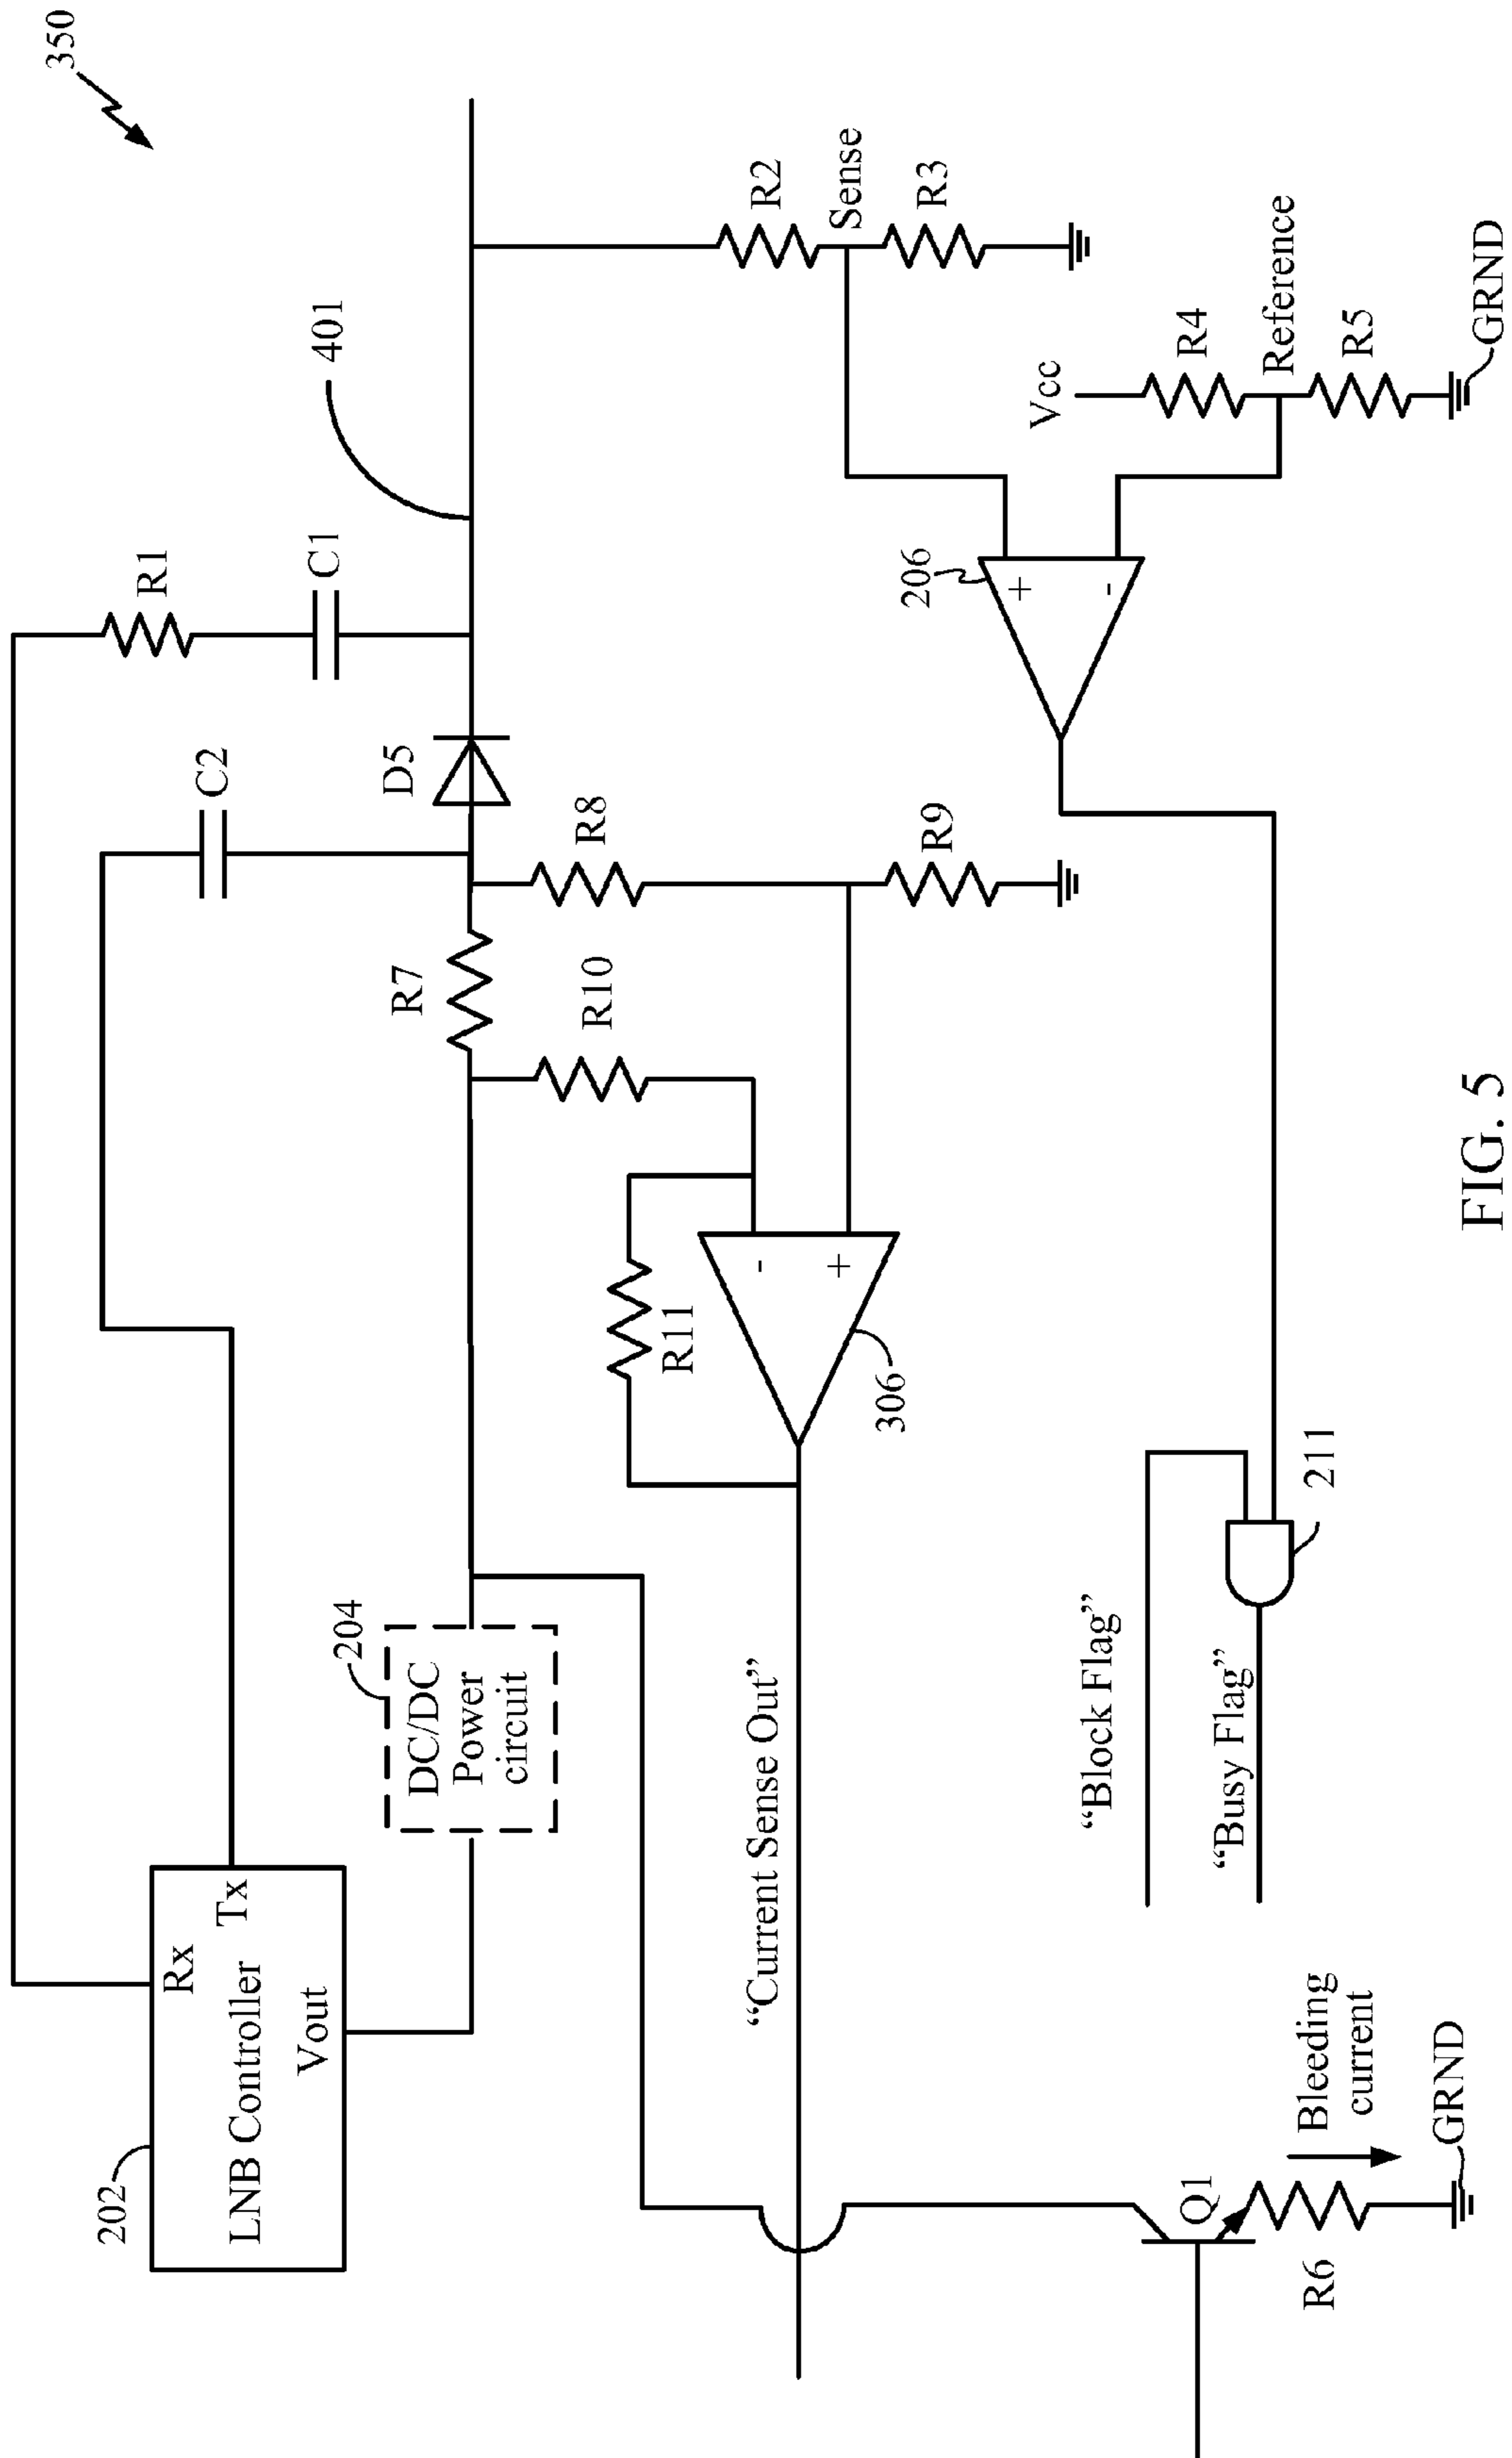 350
R1
C1
401
C2
D5
R2
Sense
R3
R7
R8
R9
R10
R11
-
+
306
206
+
-
Vcc
R4
Reference
R5
GRND
202
LNB Controller
Rx
Tx
Vout
204
DC/DC
Power
circuit
“Current Sense Out”
“Block Flag”
“Busy Flag”
211
Q1
R6
Bleeding
current
GRND
FIG. 5